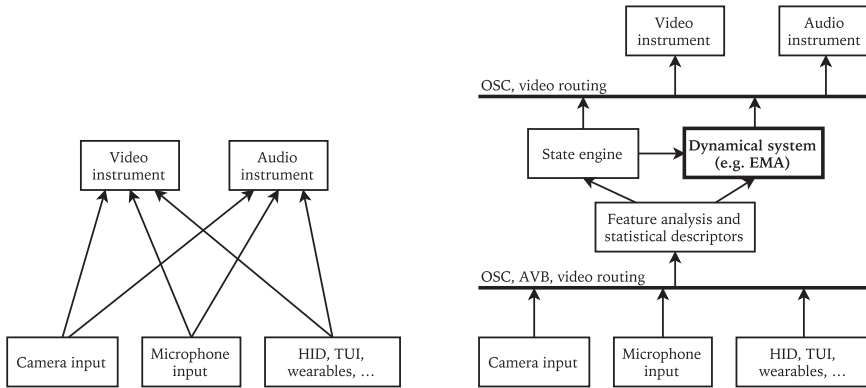 Video
instrument
Audio
instrument
Camera input
Microphone
input
HID, TUI,
wearables, …
Video
instrument
Audio
instrument
OSC, video routing
State engine
Dynamical system
(e.g. EMA)
Feature analysis and
statistical descriptors
OSC, AVB, video routing
Camera input
Microphone
input
HID, TUI,
wearables, …